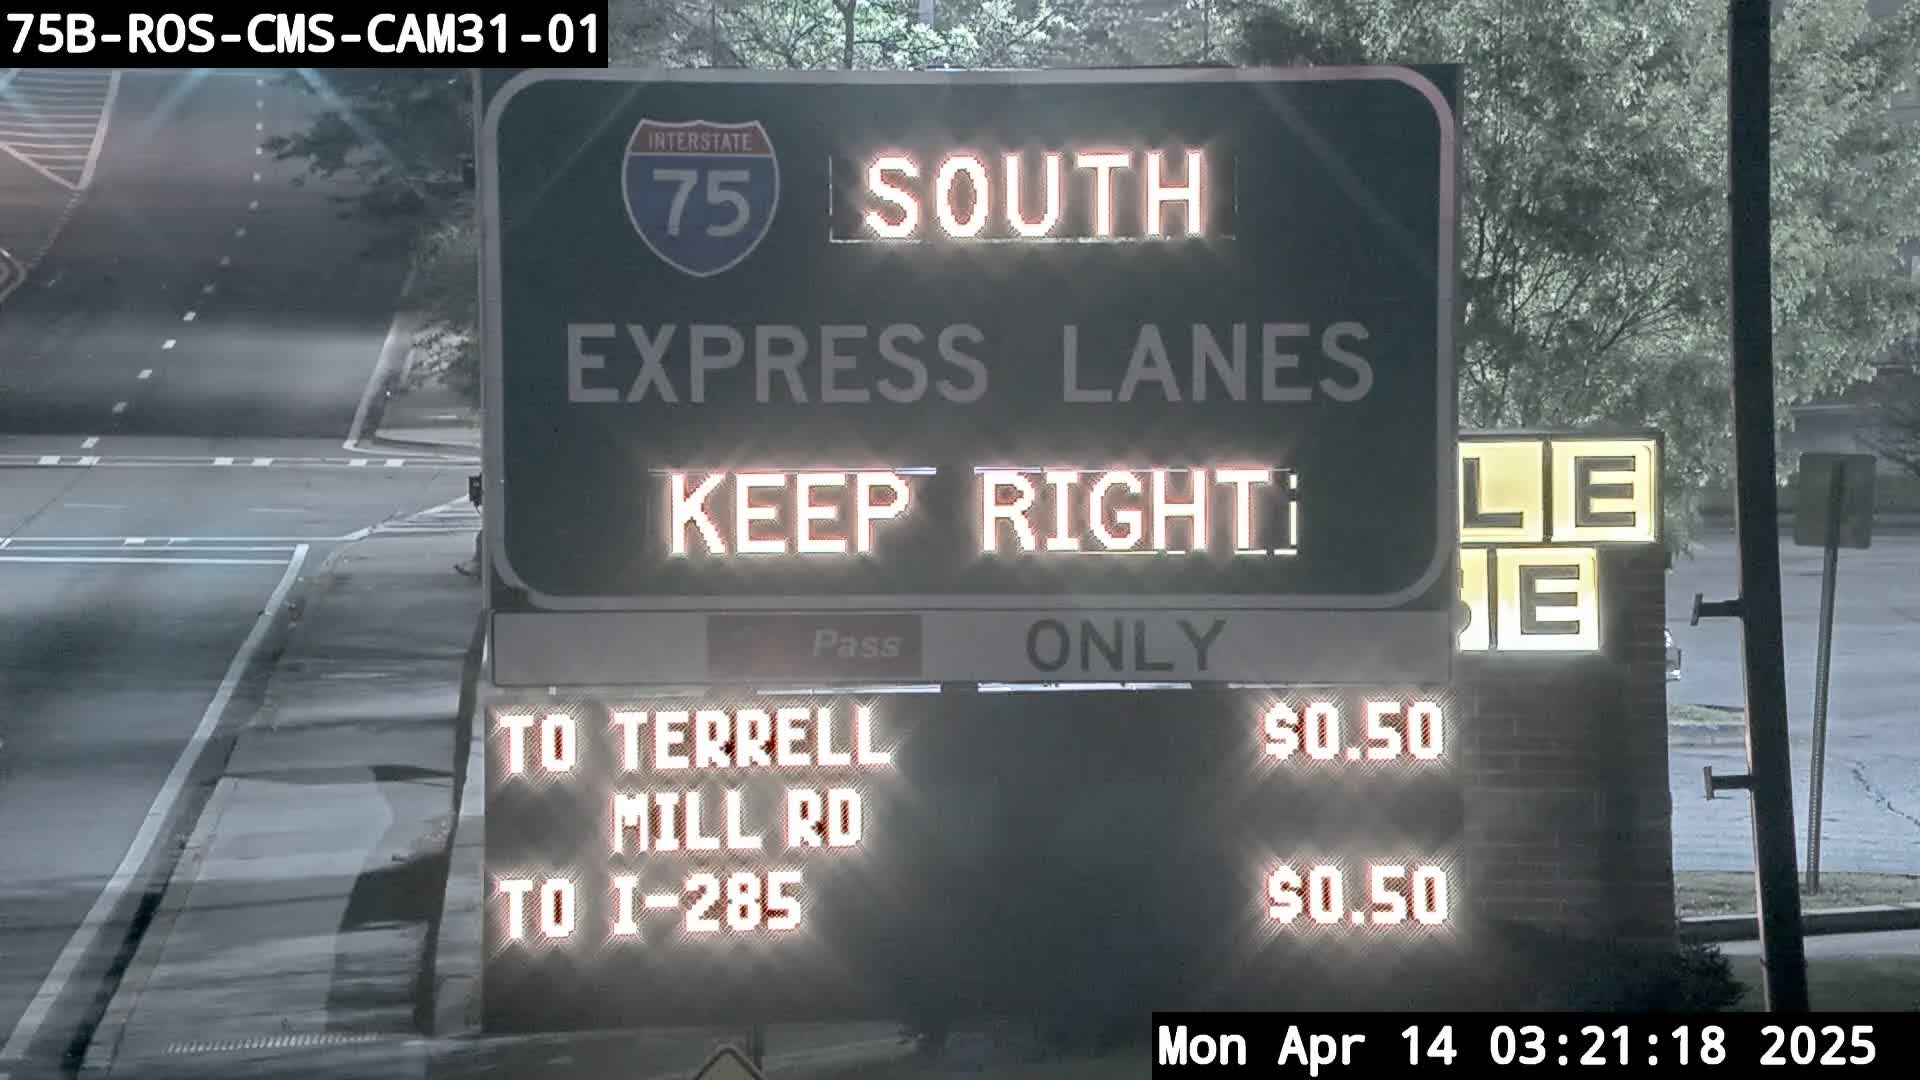 75B-ROS-CMS-CAM31-01
INTERSTATE
75
SOUTH
EXPRESS LANES
KEEP RIGHT
Pass ONLY
TO TERRELL $0.50
MILL RD
TO I-285 $0.50
LE
E
Mon Apr 14 03:21:18 2025